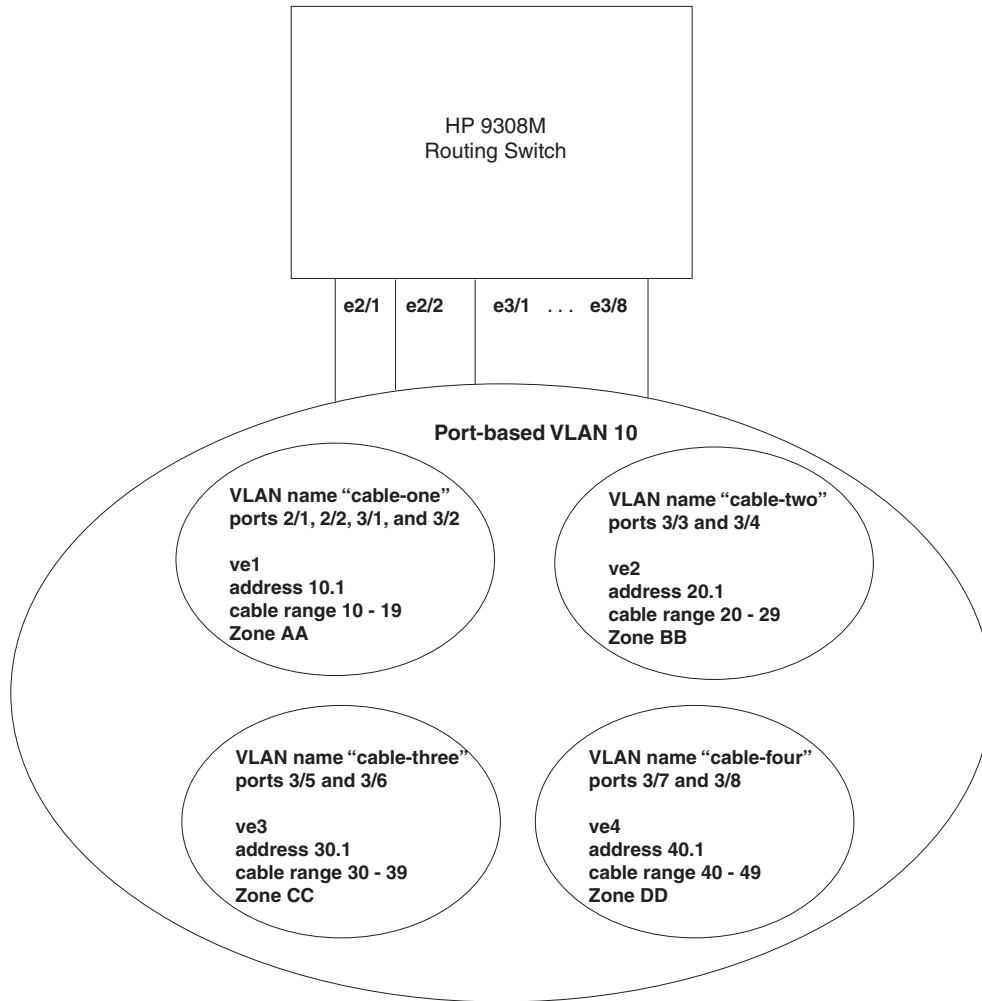 HP 9308M
Routing Switch
e2/1 e2/2 e3/1 . . . e3/8
Port-based VLAN 10
VLAN name “cable-one”
ports 2/1, 2/2, 3/1, and 3/2
ve1
address 10.1
cable range 10 - 19
Zone AA
VLAN name “cable-two”
ports 3/3 and 3/4
ve2
address 20.1
cable range 20 - 29
Zone BB
VLAN name “cable-three”
ports 3/5 and 3/6
ve3
address 30.1
cable range 30 - 39
Zone CC
VLAN name “cable-four”
ports 3/7 and 3/8
ve4
address 40.1
cable range 40 - 49
Zone DD